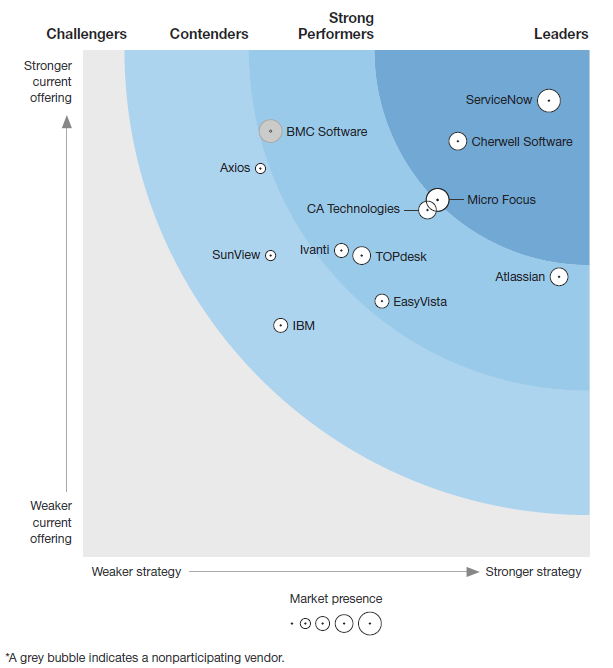 Challengers
Contenders
Strong
Performers
Leaders
Stronger
current
offering
ServiceNow
BMC Software
Cherwell Software
Axios
Micro Focus
CA Technologies
Ivanti
SunView
TOPdesk
Atlassian
EasyVista
IBM
Weaker
current
offering
Weaker strategy
Stronger strategy
Market presence
*A grey bubble indicates a nonparticipating vendor.